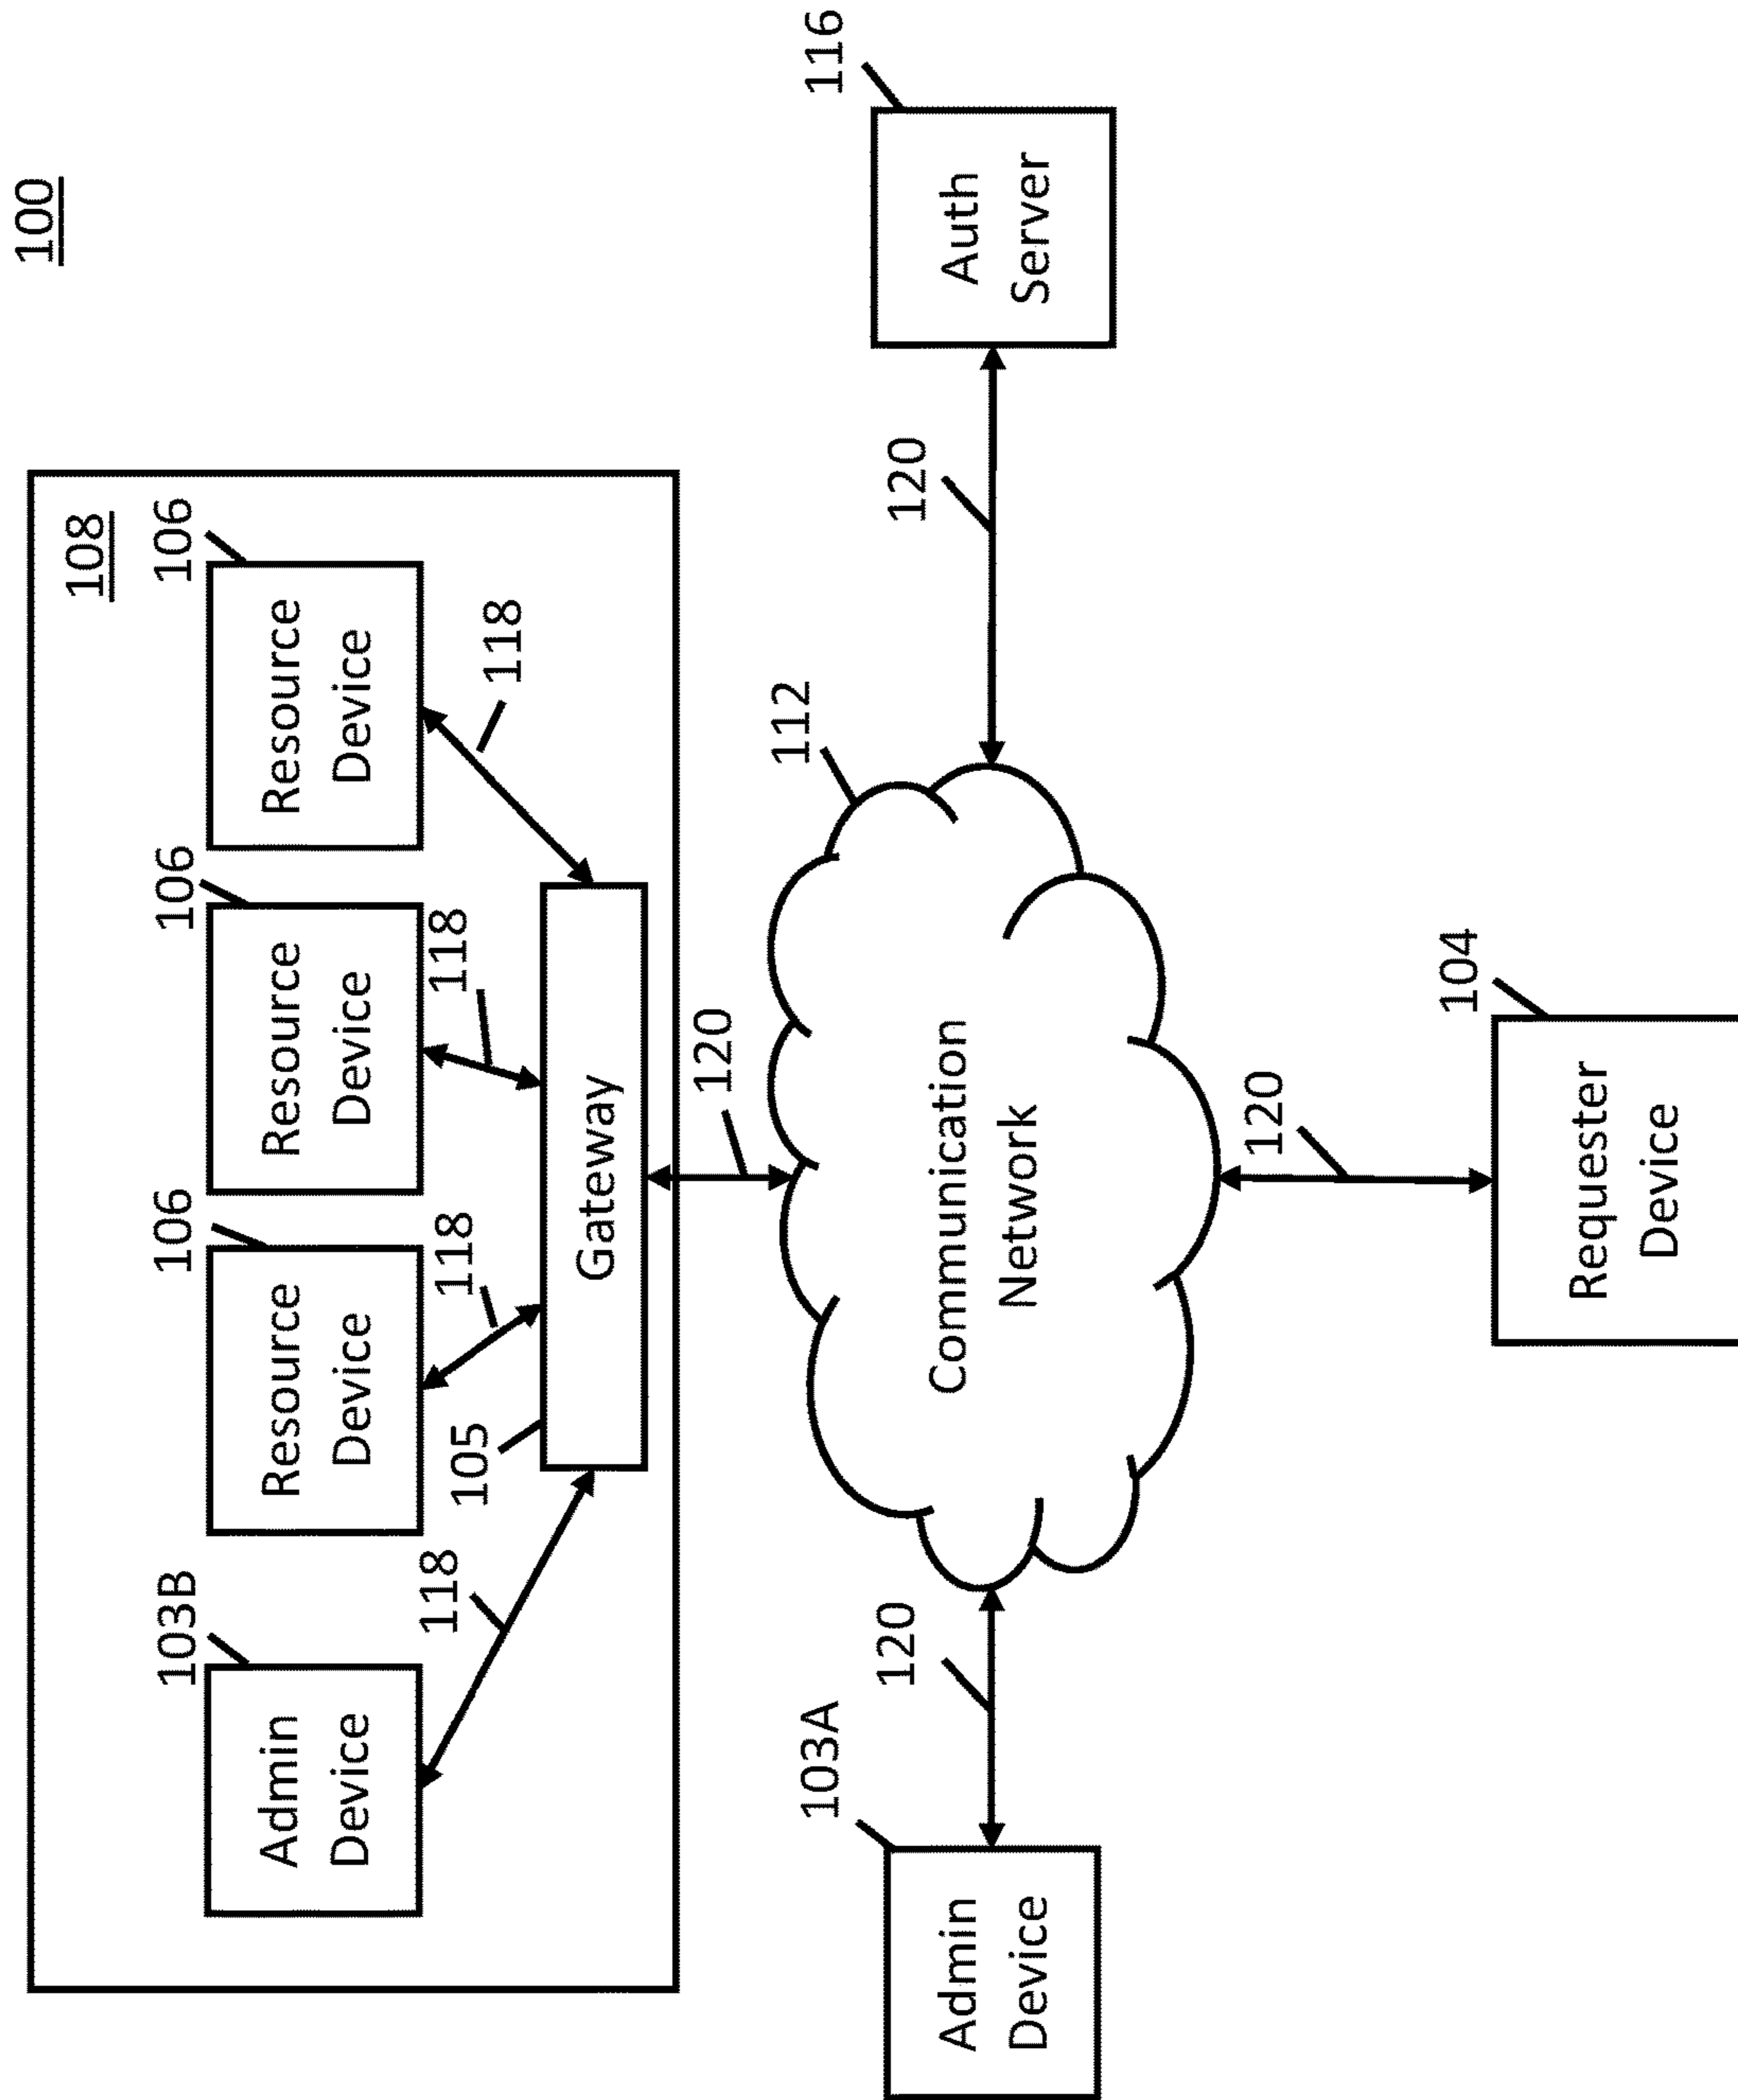 100
108
103B
106
106
106
Admin
Device
Resource
Device
Resource
Device
Resource
Device
118
118
118
118
105
Gateway
120
112
103A
120
120
116
Admin
Device
Communication
Network
Auth
Server
120
104
Requester
Device